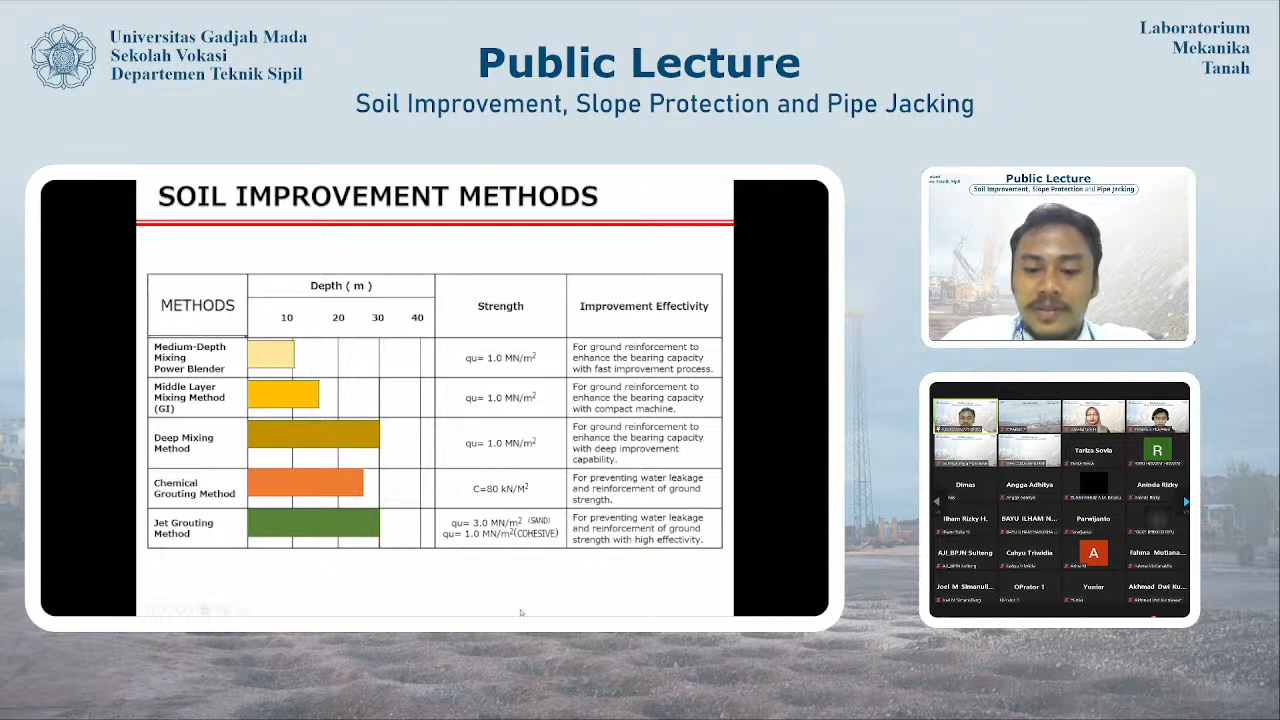 Universitas Gadjah Mada
Sekolah Vokasi
Departemen Teknik Sipil
Public Lecture
Soil Improvement, Slope Protection and Pipe Jacking
Laboratorium
Mekanika
Tanah
SOIL IMPROVEMENT METHODS
METHODS
Depth ( m )
10 20 30 40
Strength
Improvement Effectivity
Medium-Depth
Mixing
Power Blender
qu= 1.0 MN/m²
For ground reinforcement to
enhance the bearing capacity
with fast improvement process.
Middle Layer
Mixing Method
(GI)
qu= 1.0 MN/m²
For ground reinforcement to
enhance the bearing capacity
with compact machine.
Deep Mixing
Method
qu= 1.0 MN/m²
For ground reinforcement to
enhance the bearing capacity
with deep improvement
capability.
Chemical
Grouting Method
C=80 kN/M²
For preventing water leakage
and reinforcement of ground
strength.
Jet Grouting
Method
qu= 3.0 MN/m² (SAND)
qu= 1.0 MN/m²(COHESIVE)
For preventing water leakage
and reinforcement of ground
strength with high effectivity.
Public Lecture
Soil Improvement, Slope Protection and Pipe Jacking
Tariza Sovia
R
Dimas
Angga Adhitya
Aninda Rizky
Ilham Rizky H.
BAYU ILHAM N...
Parwijanto
AJI_BPJN Sulteng
Cahyu Triwidia
A
Fahma Mutiana...
Joel M Simanull...
OPrator 1
Yuniar
Akhmad Dwi Ku...